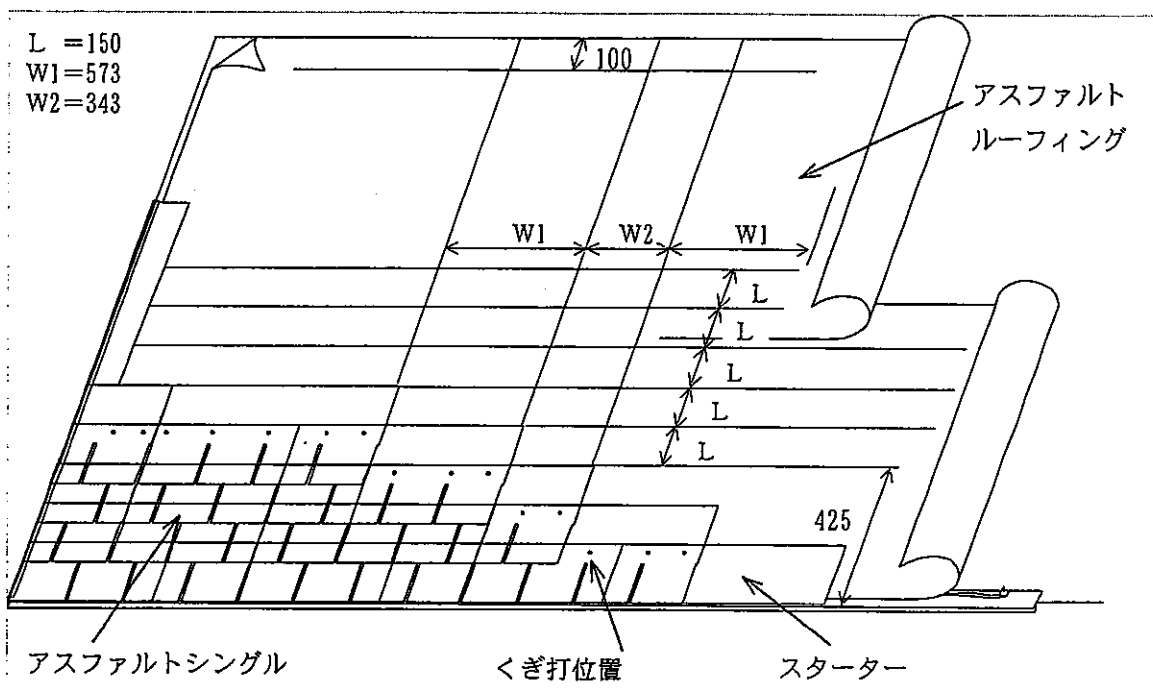 L =150
W1=573
W2=343
100
アスファルト
ルーフィング
W1
W2
W1
L
L
L
L
L
425
アスファルトシングル
くぎ打位置
スターター